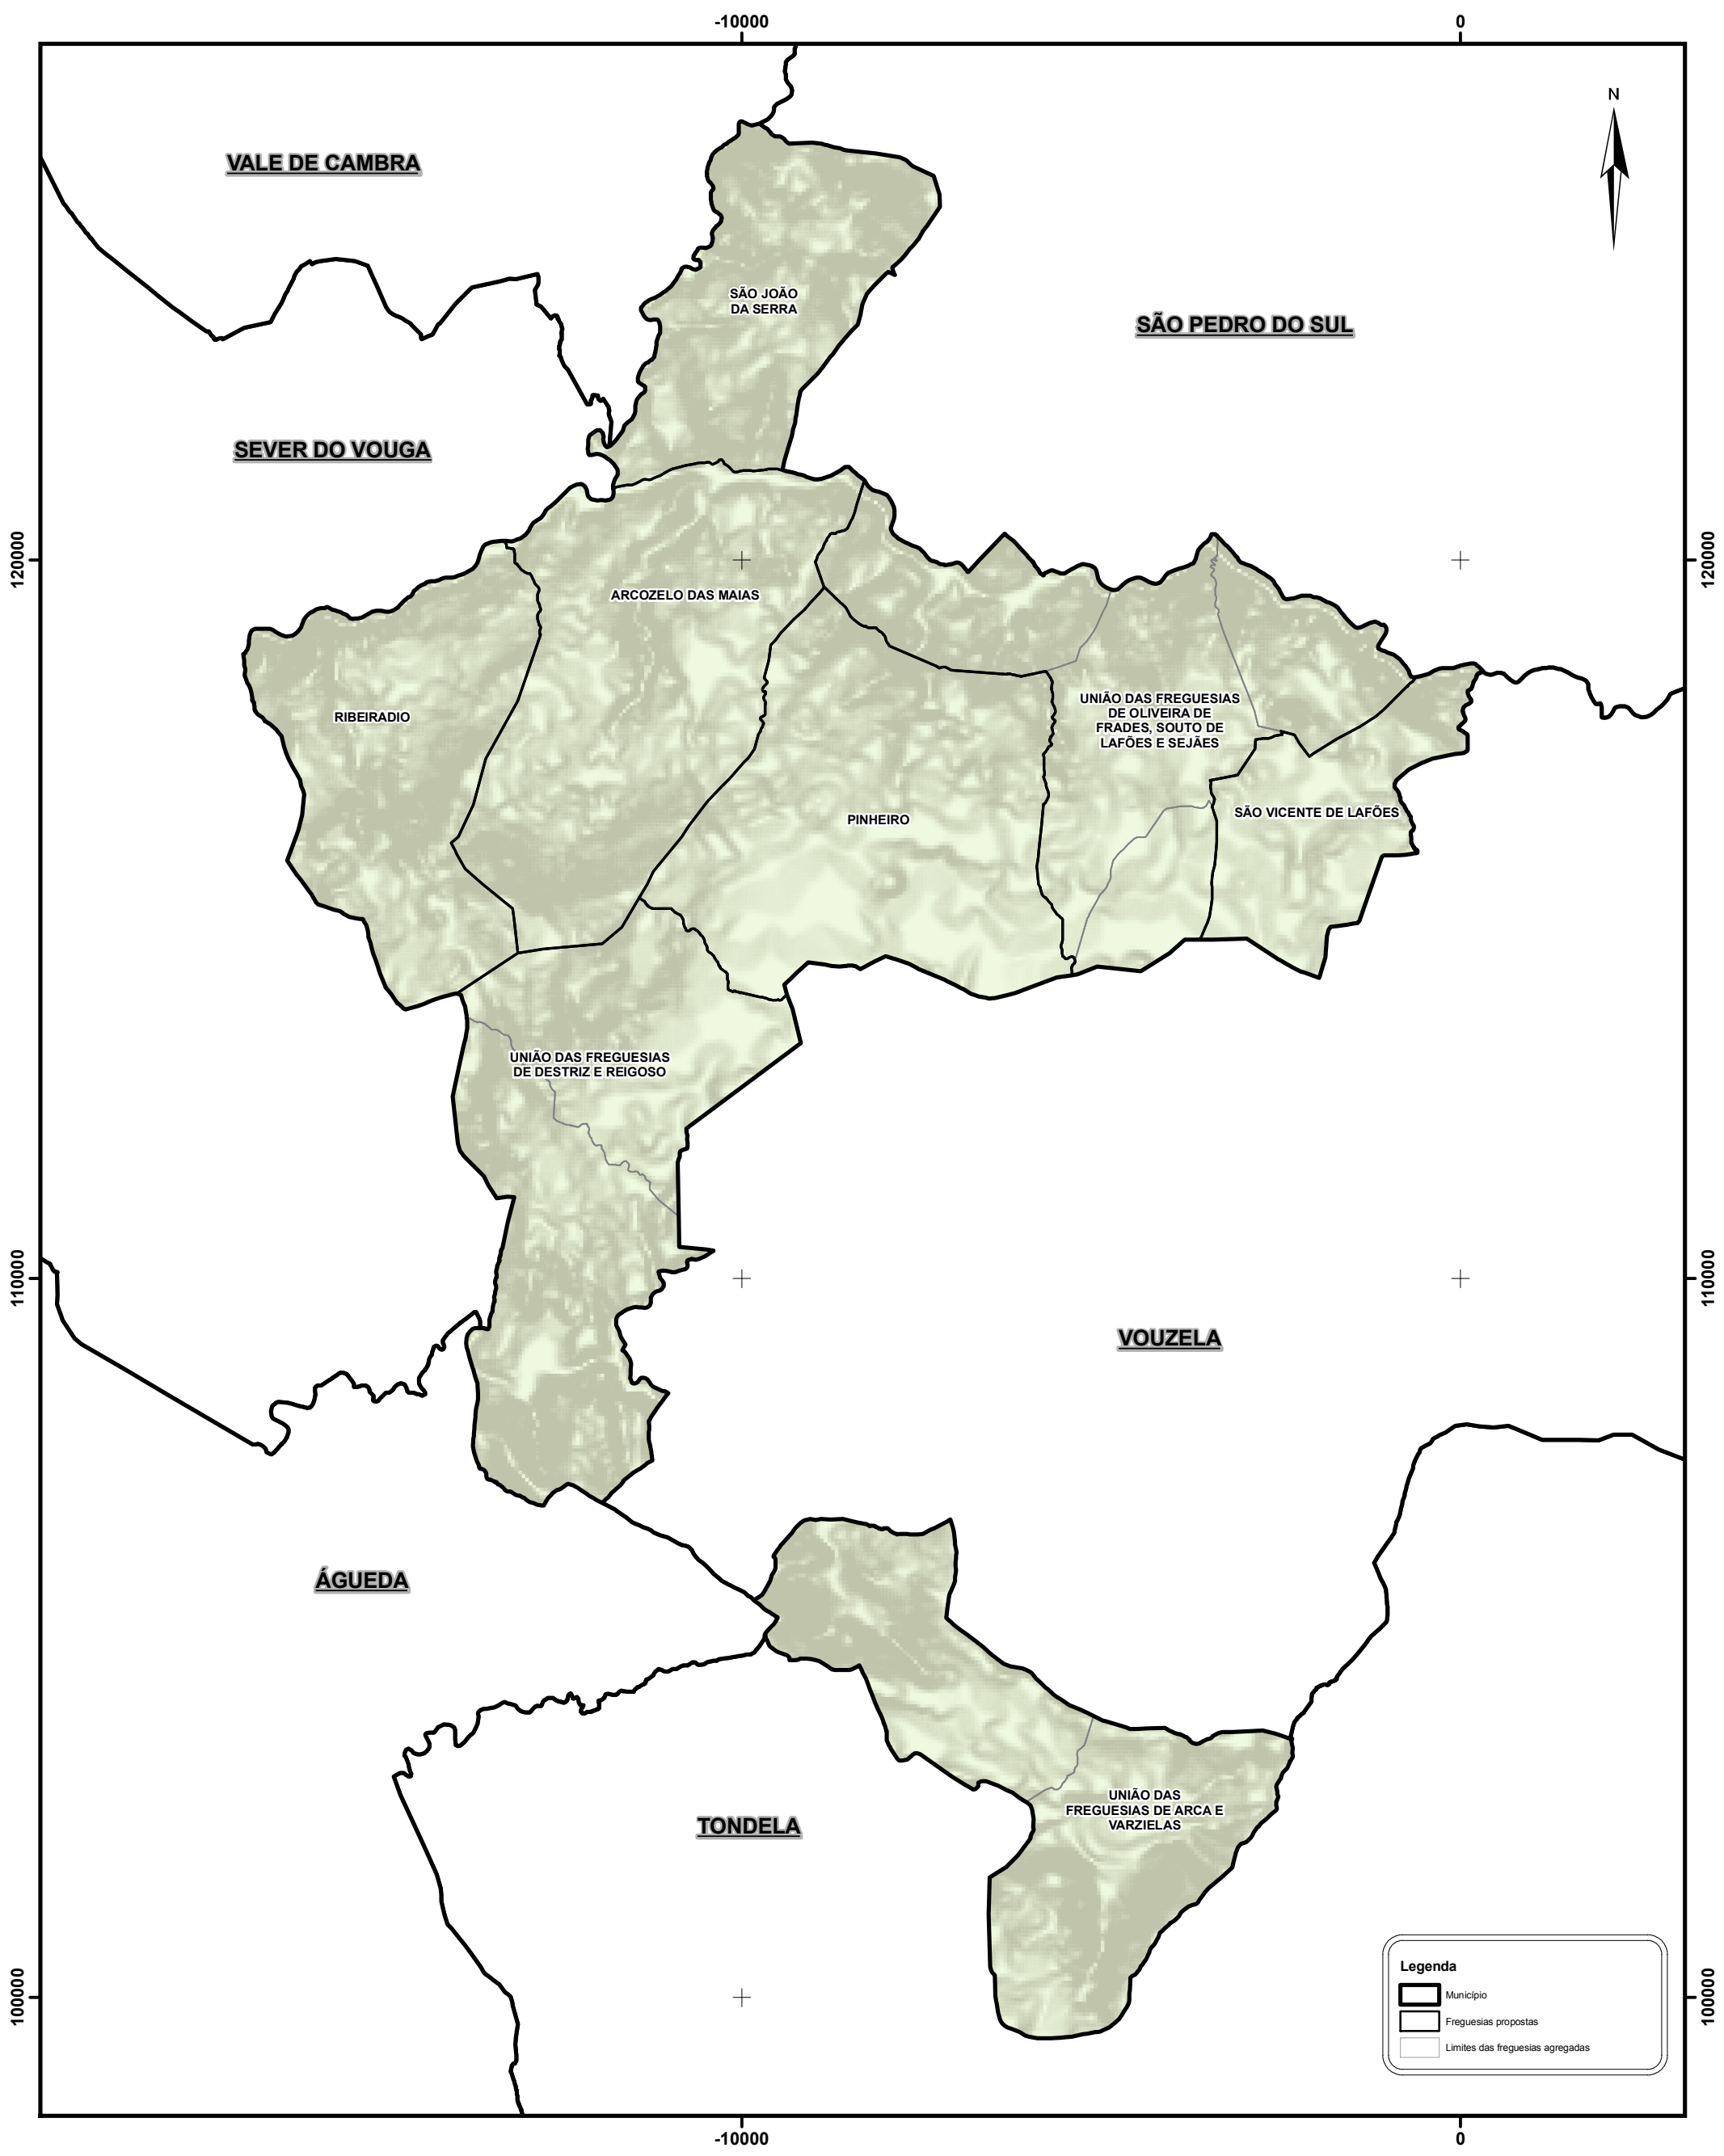 -10000
0
N
VALE DE CAMBRA
SÃO JOÃO
DA SERRA
SÃO PEDRO DO SUL
SEVER DO VOUGA
120000
120000
ARCOZELO DAS MAIAS
RIBEIRADIO
UNIÃO DAS FREGUESIAS
DE OLIVEIRA DE
FRADES, SOUTO DE
LAFÕES E SEJÃES
PINHEIRO
SÃO VICENTE DE LAFÕES
UNIÃO DAS FREGUESIAS
DE DESTRIZ E REIGOSO
110000
110000
VOUZELA
ÁGUEDA
UNIÃO DAS
FREGUESIAS DE ARCA E
VARZIELAS
TONDELA
100000
100000
Legenda
Município
Freguesias propostas
Limites das freguesias agregadas
-10000
0